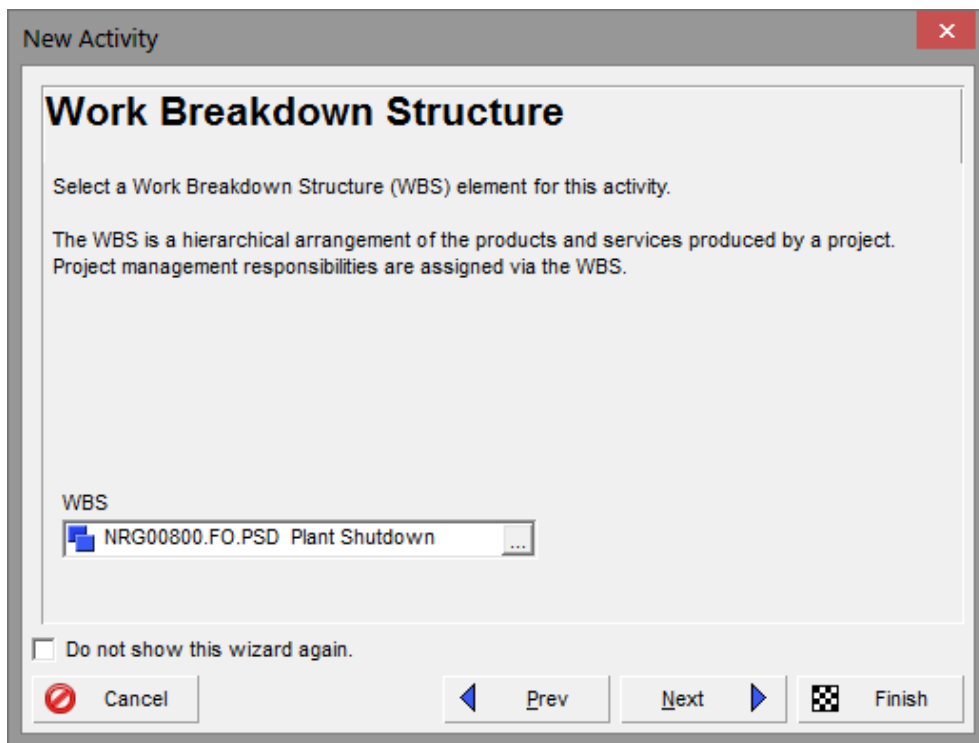 New Activity
Work Breakdown Structure
Select a Work Breakdown Structure (WBS) element for this activity.
The WBS is a hierarchical arrangement of the products and services produced by a project.
Project management responsibilities are assigned via the WBS.
WBS
NRG00800.FO.PSD Plant Shutdown ...
Do not show this wizard again.
Cancel Prev Next Finish